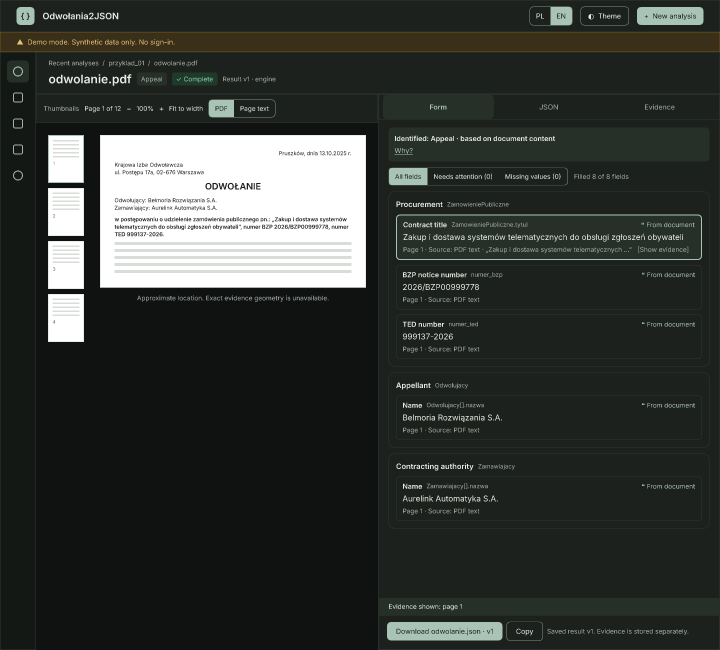 { } Odwołania2JSON PL EN Theme + New analysis
Demo mode. Synthetic data only. No sign-in.
Recent analyses / przyklad_01 / odwolanie.pdf
odwolanie.pdf Appeal ✓ Complete Result v1 · engine
Thumbnails Page 1 of 12 − 100% + Fit to width PDF Page text
1
2
3
4
Pruszków, dnia 13.10.2025 r.
Krajowa Izba Odwoławcza
ul. Postępu 17a, 02-676 Warszawa
ODWOŁANIE
Odwołujący: Belmoria Rozwiązania S.A.
Zamawiający: Aurelink Automatyka S.A.
w postępowaniu o udzielenie zamówienia publicznego pn.: „Zakup i dostawa systemów
telematycznych do obsługi zgłoszeń obywateli”, numer BZP 2026/BZP00999778, numer
TED 999137-2026.
Approximate location. Exact evidence geometry is unavailable.
Form JSON Evidence
Identified: Appeal · based on document content
Why?
All fields Needs attention (0) Missing values (0) Filled 8 of 8 fields
Procurement ZamowieniePubliczne
Contract title ZamowieniePubliczne.tytul ❝ From document
Zakup i dostawa systemów telematycznych do obsługi zgłoszeń obywateli
Page 1 · Source: PDF text · „Zakup i dostawa systemów telematycznych ...” [Show evidence]
BZP notice number numer_bzp ❝ From document
2026/BZP00999778
Page 1 · Source: PDF text
TED number numer_ted ❝ From document
999137-2026
Page 1 · Source: PDF text
Appellant Odwolujacy
Name Odwolujacy[].nazwa ❝ From document
Belmoria Rozwiązania S.A.
Page 1 · Source: PDF text
Contracting authority Zamawiajacy
Name Zamawiajacy[].nazwa ❝ From document
Aurelink Automatyka S.A.
Page 1 · Source: PDF text
Evidence shown: page 1
Download odwolanie.json · v1 Copy Saved result v1. Evidence is stored separately.